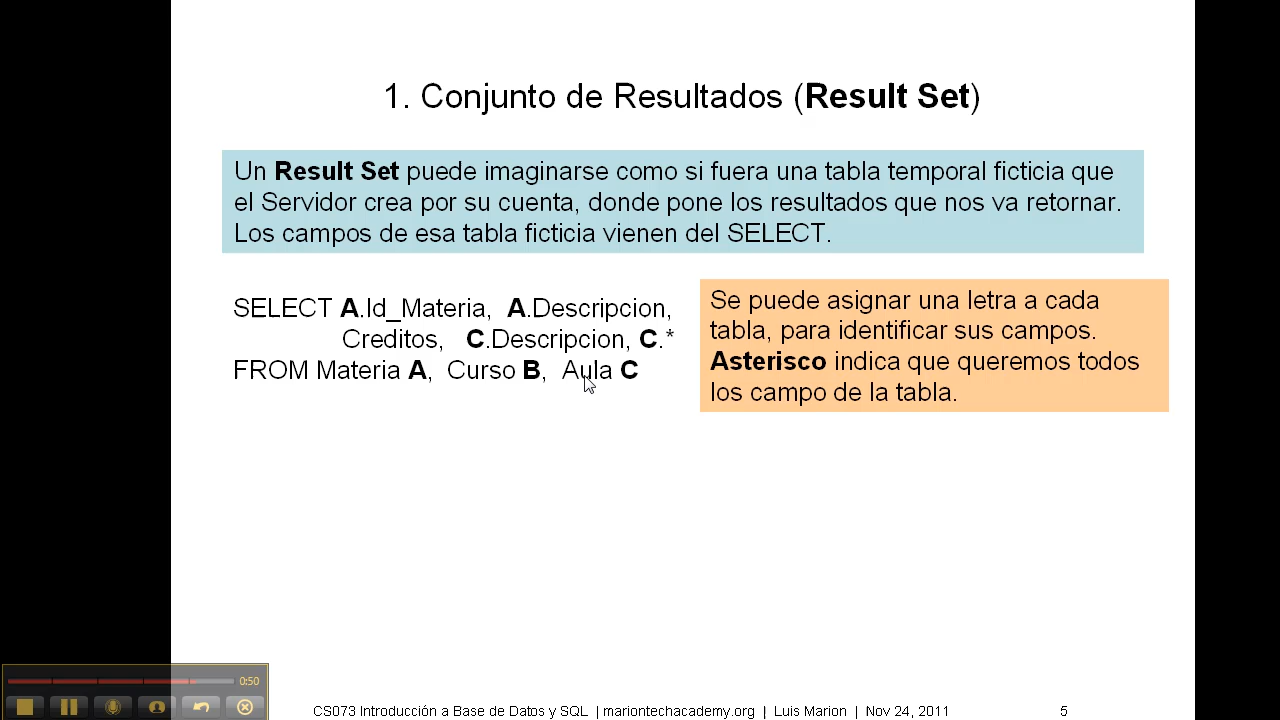 1. Conjunto de Resultados (Result Set)
Un Result Set puede imaginarse como si fuera una tabla temporal ficticia que
el Servidor crea por su cuenta, donde pone los resultados que nos va retornar.
Los campos de esa tabla ficticia vienen del SELECT.
SELECT A.Id_Materia, A.Descripcion,
Creditos, C.Descripcion, C.*
FROM Materia A, Curso B, Aula C
Se puede asignar una letra a cada
tabla, para identificar sus campos.
Asterisco indica que queremos todos
los campo de la tabla.
0:50
CS073 Introducción a Base de Datos y SQL | mariontechacademy.org | Luis Marion | Nov 24, 2011 5